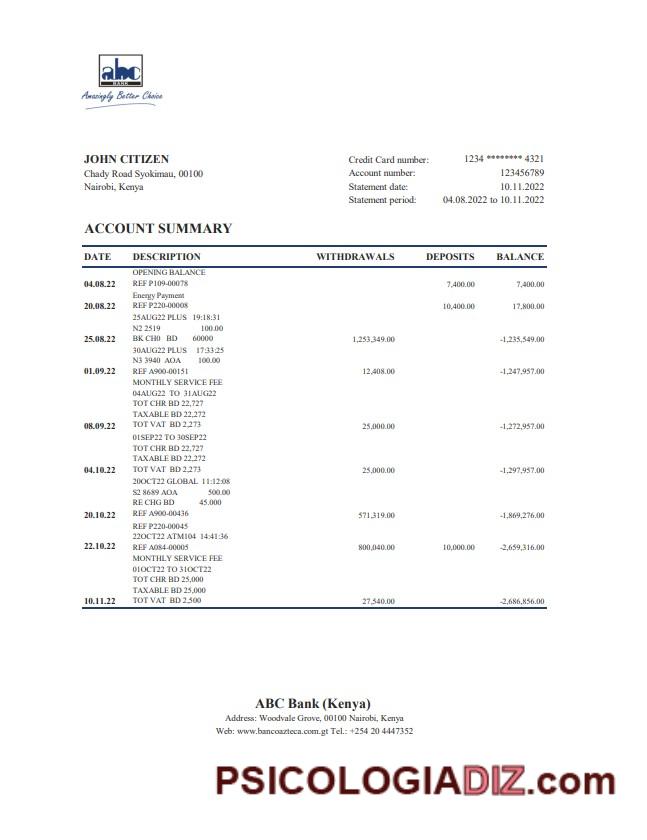 abc
BANK
Amazingly Better Choice
JOHN CITIZEN
Chady Road Syokimau, 00100
Nairobi, Kenya
Credit Card number: 1234 ******** 4321
Account number: 123456789
Statement date: 10.11.2022
Statement period: 04.08.2022 to 10.11.2022
ACCOUNT SUMMARY
DATE DESCRIPTION WITHDRAWALS DEPOSITS BALANCE
OPENING BALANCE
04.08.22 REF P109-00078 7,400.00 7,400.00
Energy Payment
20.08.22 REF P220-00008 10,400.00 17,800.00
25AUG22 PLUS 19:18:31
N2 2519 100.00
25.08.22 BK CH0 BD 60000 1,253,349.00 -1,235,549.00
30AUG22 PLUS 17:33:25
N3 3940 AOA 100.00
01.09.22 REF A900-00151 12,408.00 -1,247,957.00
MONTHLY SERVICE FEE
04AUG22 TO 31AUG22
TOT CHR BD 22,727
TAXABLE BD 22,272
08.09.22 TOT VAT BD 2,273 25,000.00 -1,272,957.00
01SEP22 TO 30SEP22
TOT CHR BD 22,727
TAXABLE BD 22,272
04.10.22 TOT VAT BD 2,273 25,000.00 -1,297,957.00
20OCT22 GLOBAL 11:12:08
S2 8689 AOA 500.00
RE CHG BD 45.000
20.10.22 REF A900-00436 571,319.00 -1,869,276.00
REF P220-00045
22OCT22 ATM104 14:41:36
22.10.22 REF A084-00005 800,040.00 10,000.00 -2,659,316.00
MONTHLY SERVICE FEE
01OCT22 TO 31OCT22
TOT CHR BD 25,000
TAXABLE BD 25,000
10.11.22 TOT VAT BD 2,500 27,540.00 -2,686,856.00
ABC Bank (Kenya)
Address: Woodvale Grove, 00100 Nairobi, Kenya
Web: www.bancoazteca.com.gt Tel.: +254 20 4447352
PSICOLOGIADIZ.com